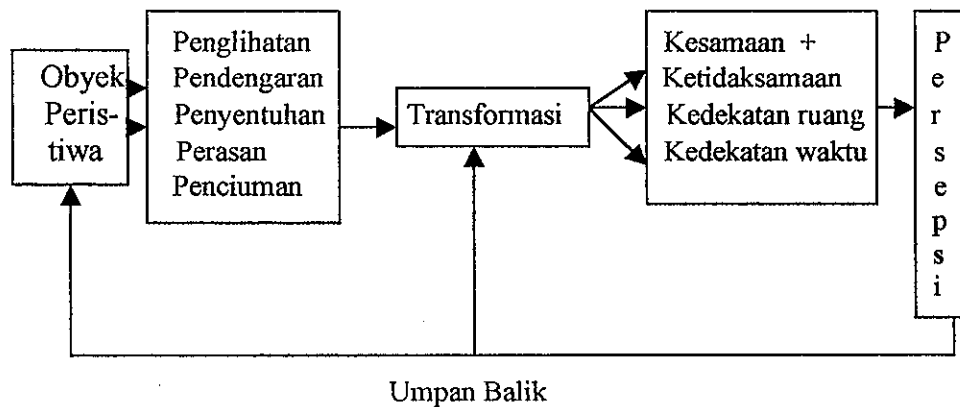 Obyek
Peris-
tiwa
Penglihatan
Pendengaran
Penyentuhan
Perasan
Penciuman
Transformasi
Kesamaan +
Ketidaksamaan
Kedekatan ruang
Kedekatan waktu
P
e
r
s
e
p
s
i
Umpan Balik